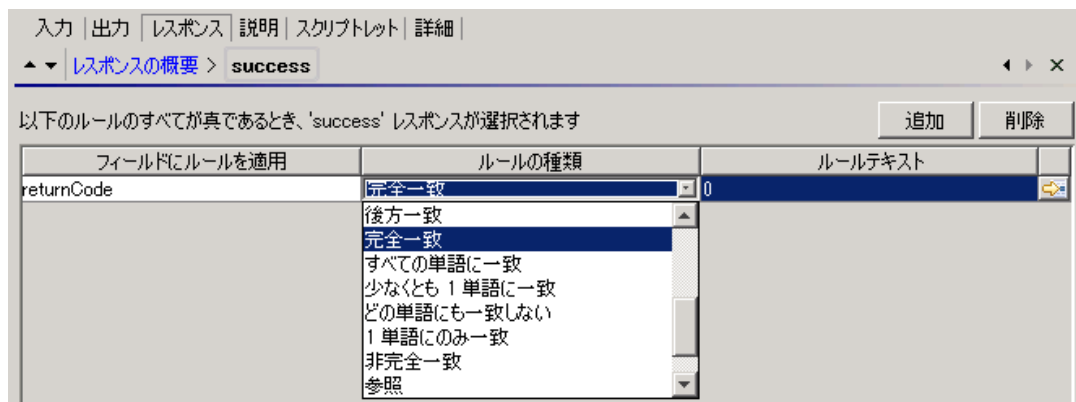 入力 出力 レスポンス 説明 スクリプトレット 詳細
レスポンスの概要 > success
以下のルールのすべてが真であるとき、'success' レスポンスが選択されます 追加 削除
フィールドにルールを適用 ルールの種類 ルールテキスト
returnCode 完全一致 0
後方一致
完全一致
すべての単語に一致
少なくとも 1 単語に一致
どの単語にも一致しない
1 単語にのみ一致
非完全一致
参照